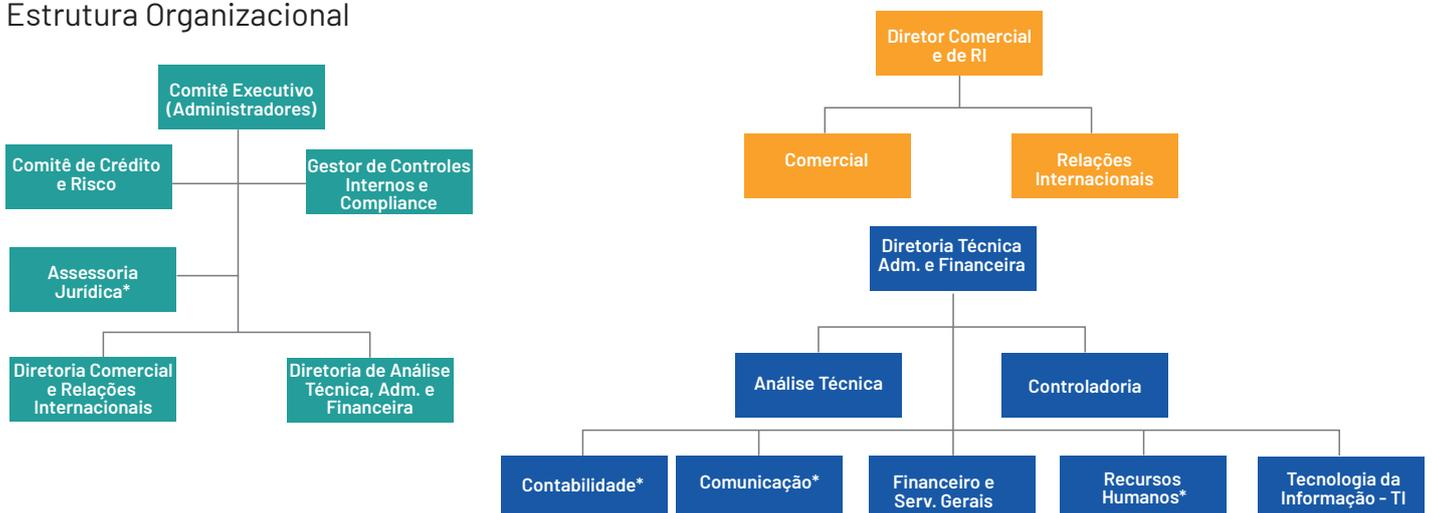 Estrutura Organizacional
Comitê Executivo
(Administradores)
Comitê de Crédito
e Risco
Gestor de Controles
Internos e
Compliance
Assessoria
Jurídica*
Diretoria Comercial
e Relações
Internacionais
Diretoria de Análise
Técnica, Adm. e
Financeira
Diretor Comercial
e de RI
Comercial
Relações
Internacionais
Diretoria Técnica
Adm. e Financeira
Análise Técnica
Controladoria
Contabilidade*
Comunicação*
Financeiro e
Serv. Gerais
Recursos
Humanos*
Tecnologia da
Informação - TI